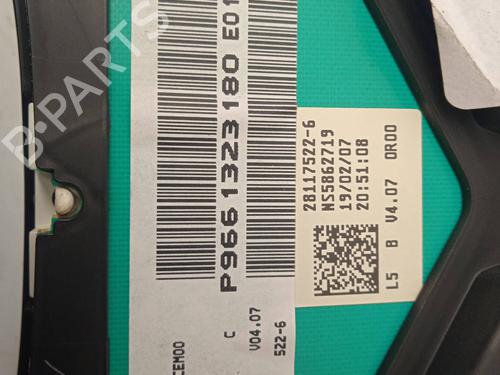 CEM00
P9661323180 E01
C
V04.07
522-6
28117522-6
NS5862719
19/02/07
20:51:08
L5 B V4.07 0R00
B-PARTS